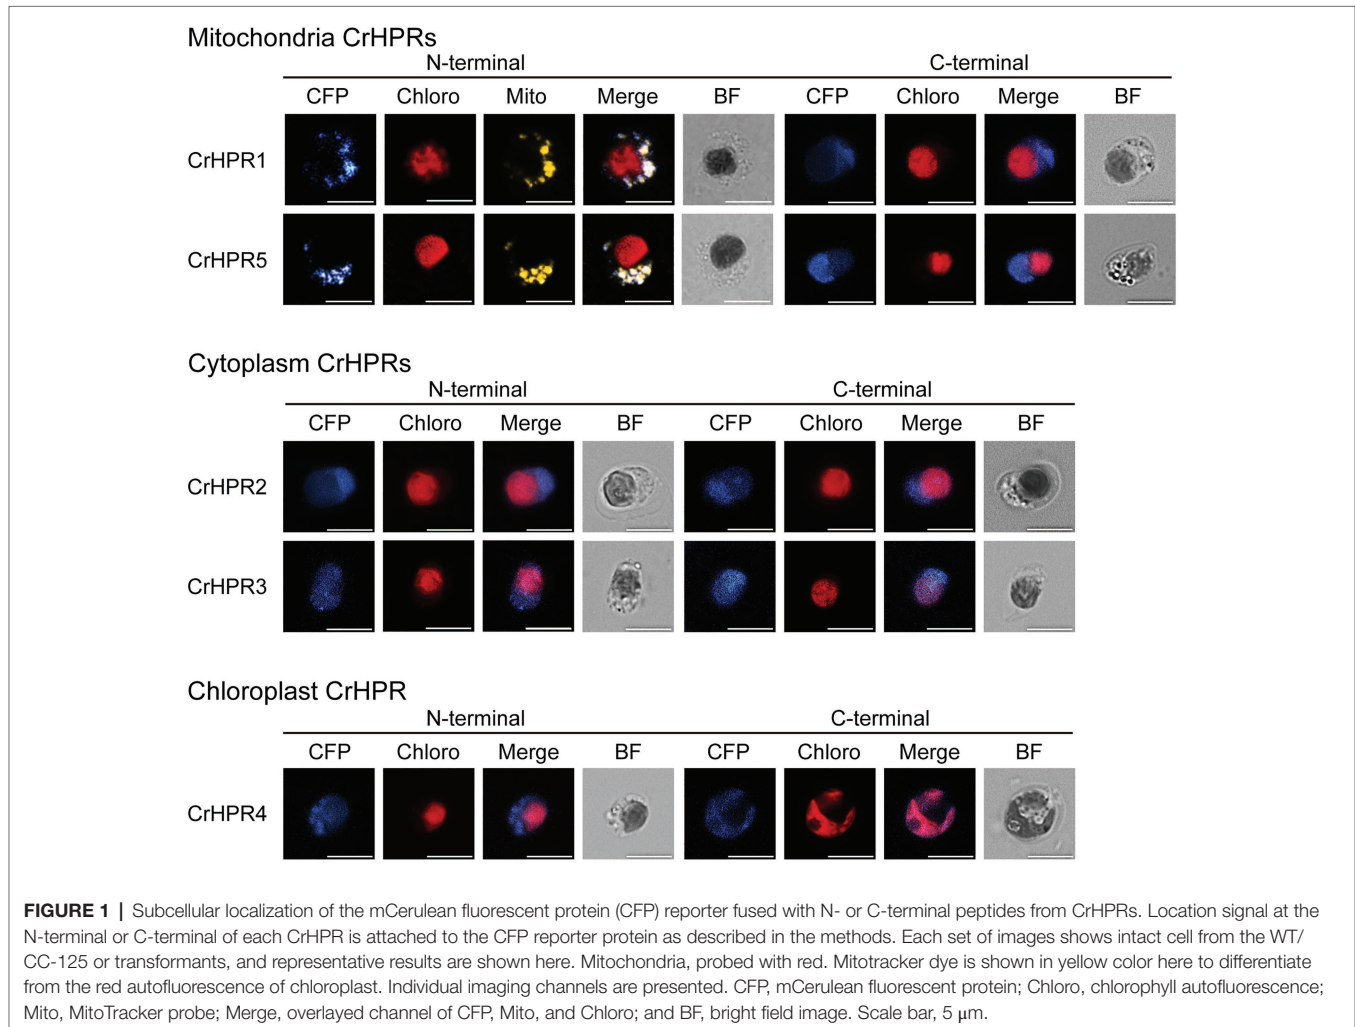 Mitochondria CrHPRs
N-terminal C-terminal
CFP Chloro Mito Merge BF CFP Chloro Merge BF
CrHPR1
CrHPR5
Cytoplasm CrHPRs
N-terminal C-terminal
CFP Chloro Merge BF CFP Chloro Merge BF
CrHPR2
CrHPR3
Chloroplast CrHPR
N-terminal C-terminal
CFP Chloro Merge BF CFP Chloro Merge BF
CrHPR4
FIGURE 1 | Subcellular localization of the mCerulean fluorescent protein (CFP) reporter fused with N- or C-terminal peptides from CrHPRs. Location signal at the
N-terminal or C-terminal of each CrHPR is attached to the CFP reporter protein as described in the methods. Each set of images shows intact cell from the WT/
CC-125 or transformants, and representative results are shown here. Mitochondria, probed with red. Mitotracker dye is shown in yellow color here to differentiate
from the red autofluorescence of chloroplast. Individual imaging channels are presented. CFP, mCerulean fluorescent protein; Chloro, chlorophyll autofluorescence;
Mito, MitoTracker probe; Merge, overlayed channel of CFP, Mito, and Chloro; and BF, bright field image. Scale bar, 5 μm.